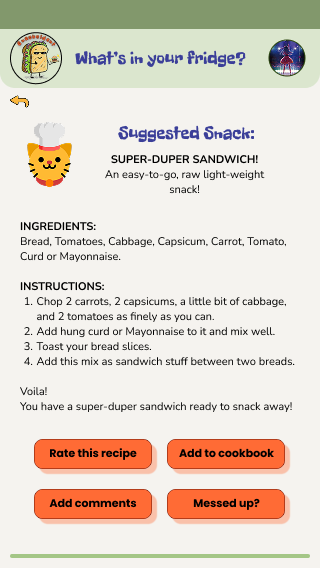 What's in your fridge?
Suggested Snack:
SUPER-DUPER SANDWICH!
An easy-to-go, raw light-weight
snack!
INGREDIENTS:
Bread, Tomatoes, Cabbage, Capsicum, Carrot, Tomato,
Curd or Mayonnaise.
INSTRUCTIONS:
1. Chop 2 carrots, 2 capsicums, a little bit of cabbage,
and 2 tomatoes as finely as you can.
2. Add hung curd or Mayonnaise to it and mix well.
3. Toast your bread slices.
4. Add this mix as sandwich stuff between two breads.
Voila!
You have a super-duper sandwich ready to snack away!
Rate this recipe
Add to cookbook
Add comments
Messed up?